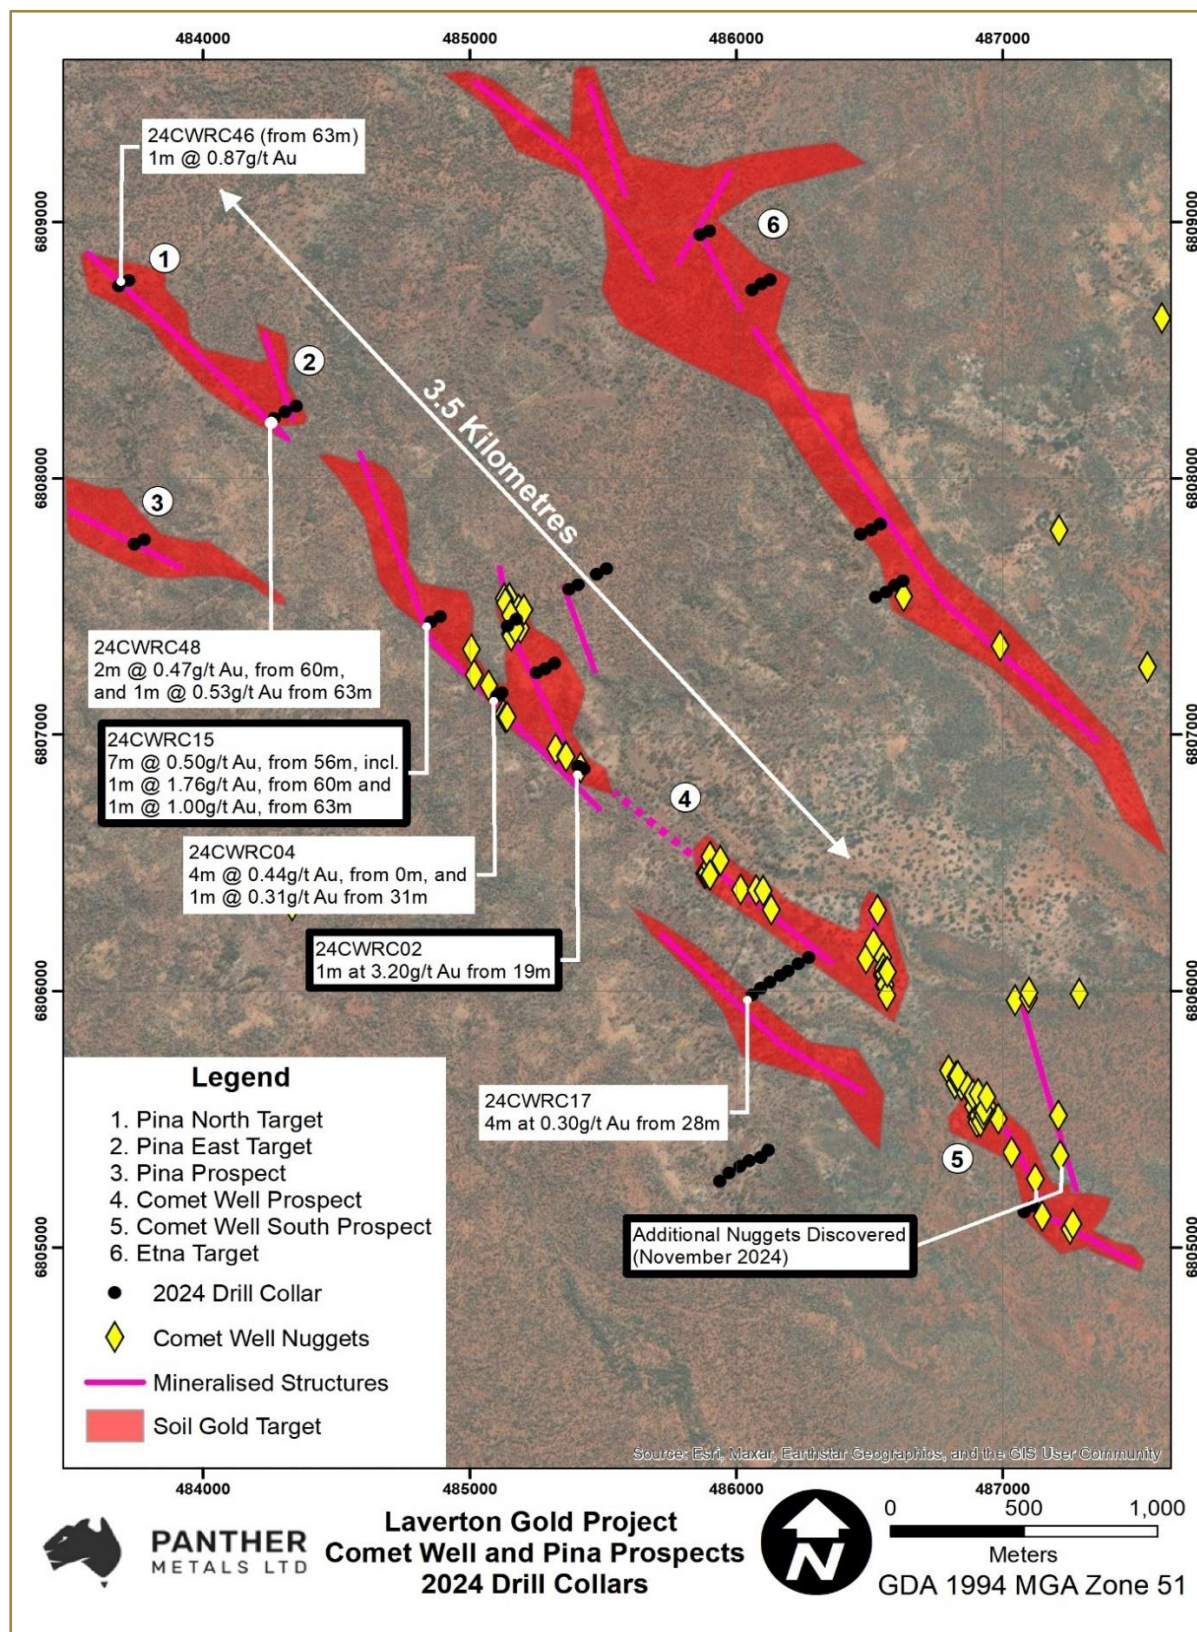 484000
485000
486000
487000
24CWRC46 (from 63m)
1m @ 0.87g/t Au
6809000
6809000
1
6
2
3.5 Kilometres
6808000
6808000
3
24CWRC48
2m @ 0.47g/t Au, from 60m,
and 1m @ 0.53g/t Au from 63m
6807000
6807000
24CWRC15
7m @ 0.50g/t Au, from 56m, incl.
1m @ 1.76g/t Au, from 60m and
1m @ 1.00g/t Au, from 63m
4
24CWRC04
4m @ 0.44g/t Au, from 0m, and
1m @ 0.31g/t Au from 31m
24CWRC02
1m at 3.20g/t Au from 19m
6806000
6806000
24CWRC17
4m at 0.30g/t Au from 28m
5
Additional Nuggets Discovered
(November 2024)
6805000
6805000
Legend
1. Pina North Target
2. Pina East Target
3. Pina Prospect
4. Comet Well Prospect
5. Comet Well South Prospect
6. Etna Target
2024 Drill Collar
Comet Well Nuggets
Mineralised Structures
Soil Gold Target
Source: Esri, Maxar, Earthstar Geographics, and the GIS User Community
484000
485000
486000
487000
PANTHER
METALS LTD
Laverton Gold Project
Comet Well and Pina Prospects
2024 Drill Collars
N
0 500 1,000
Meters
GDA 1994 MGA Zone 51